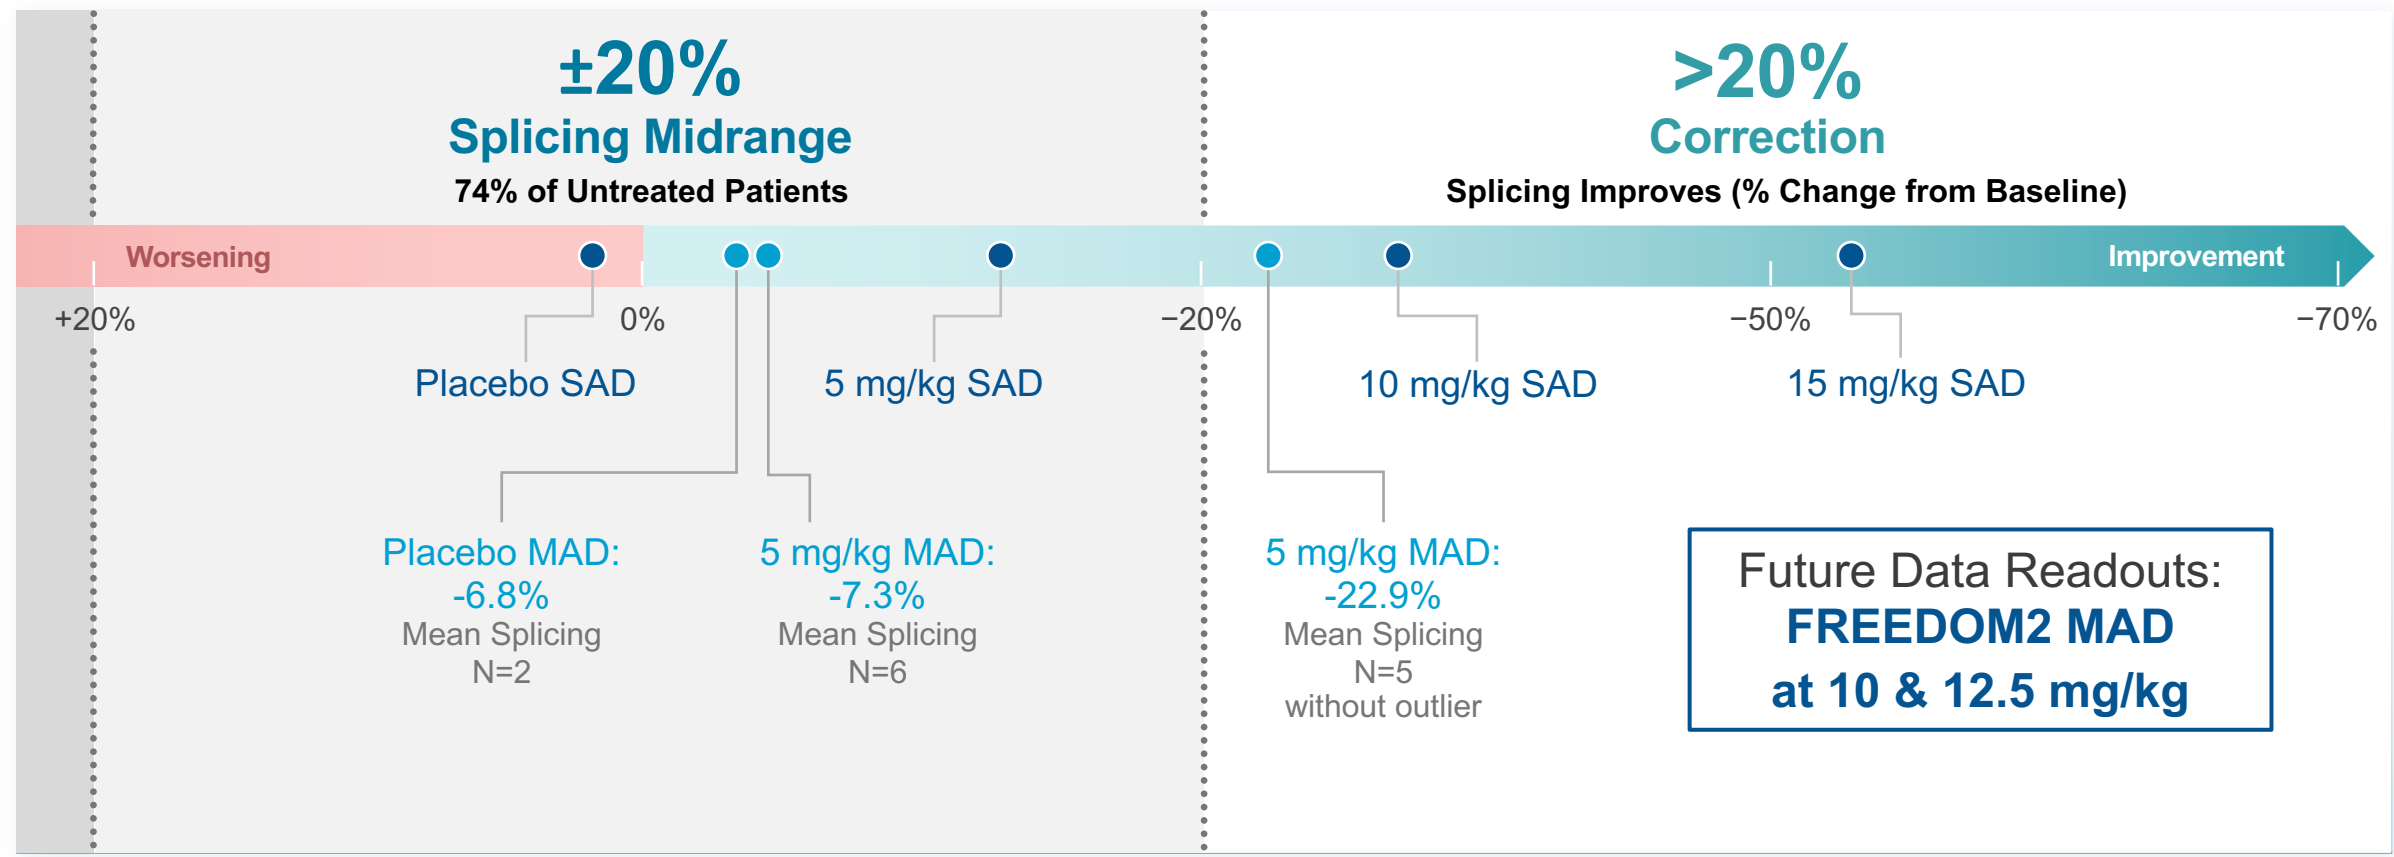 ±20%
Splicing Midrange
74% of Untreated Patients
>20%
Correction
Splicing Improves (% Change from Baseline)
Worsening
Improvement
+20%
0%
−20%
−50%
−70%
Placebo SAD
5 mg/kg SAD
10 mg/kg SAD
15 mg/kg SAD
Placebo MAD:
-6.8%
Mean Splicing
N=2
5 mg/kg MAD:
-7.3%
Mean Splicing
N=6
5 mg/kg MAD:
-22.9%
Mean Splicing
N=5
without outlier
Future Data Readouts:
FREEDOM2 MAD
at 10 & 12.5 mg/kg